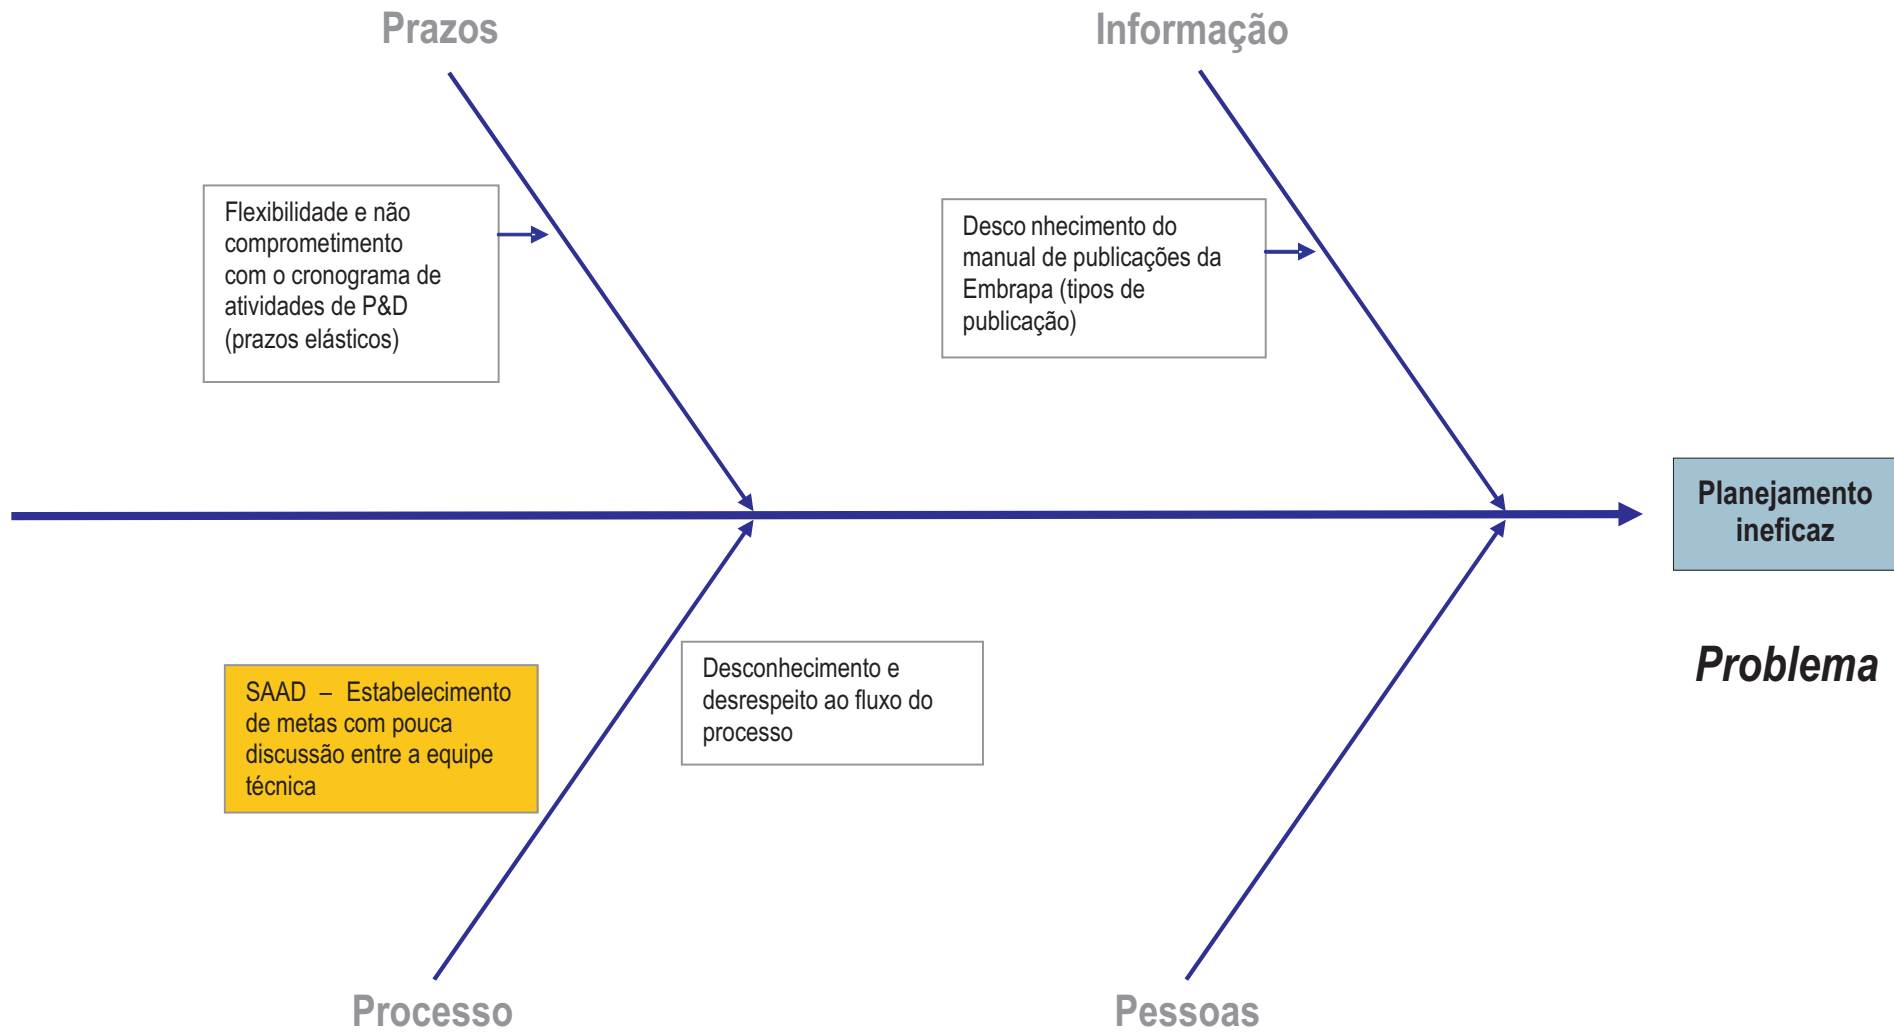 Prazos
Informação
Flexibilidade e não
comprometimento
com o cronograma de
atividades de P&D
(prazos elásticos)
Desco nhecimento do
manual de publicações da
Embrapa (tipos de
publicação)
Planejamento
ineficaz
Problema
SAAD – Estabelecimento
de metas com pouca
discussão entre a equipe
técnica
Desconhecimento e
desrespeito ao fluxo do
processo
Processo
Pessoas